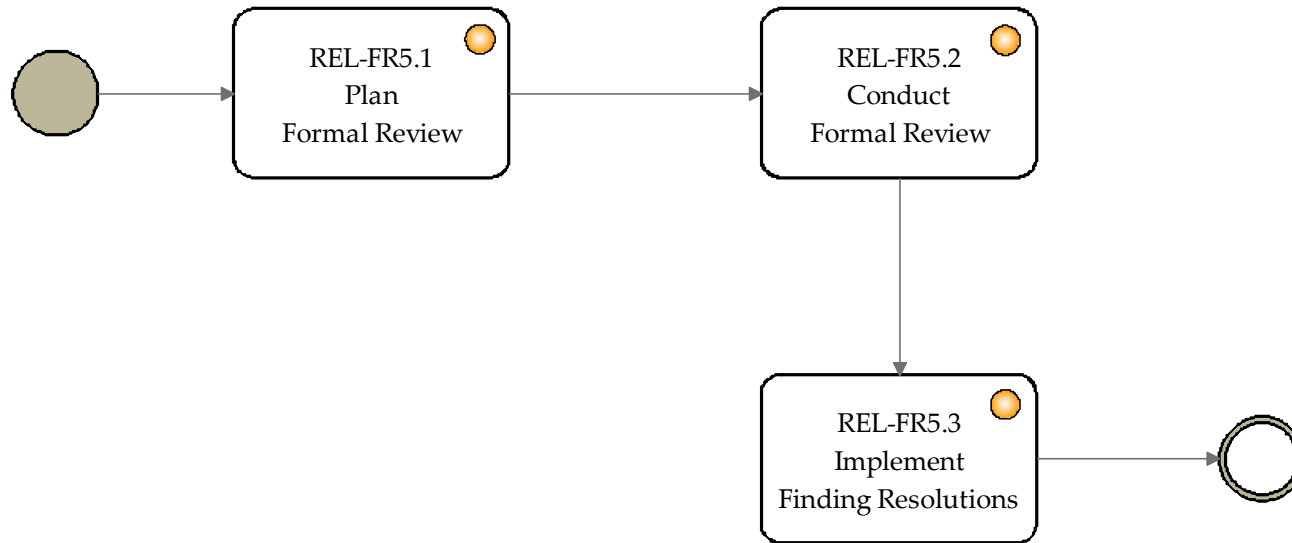 REL-FR5.1
Plan
Formal Review
REL-FR5.2
Conduct
Formal Review
REL-FR5.3
Implement
Finding Resolutions